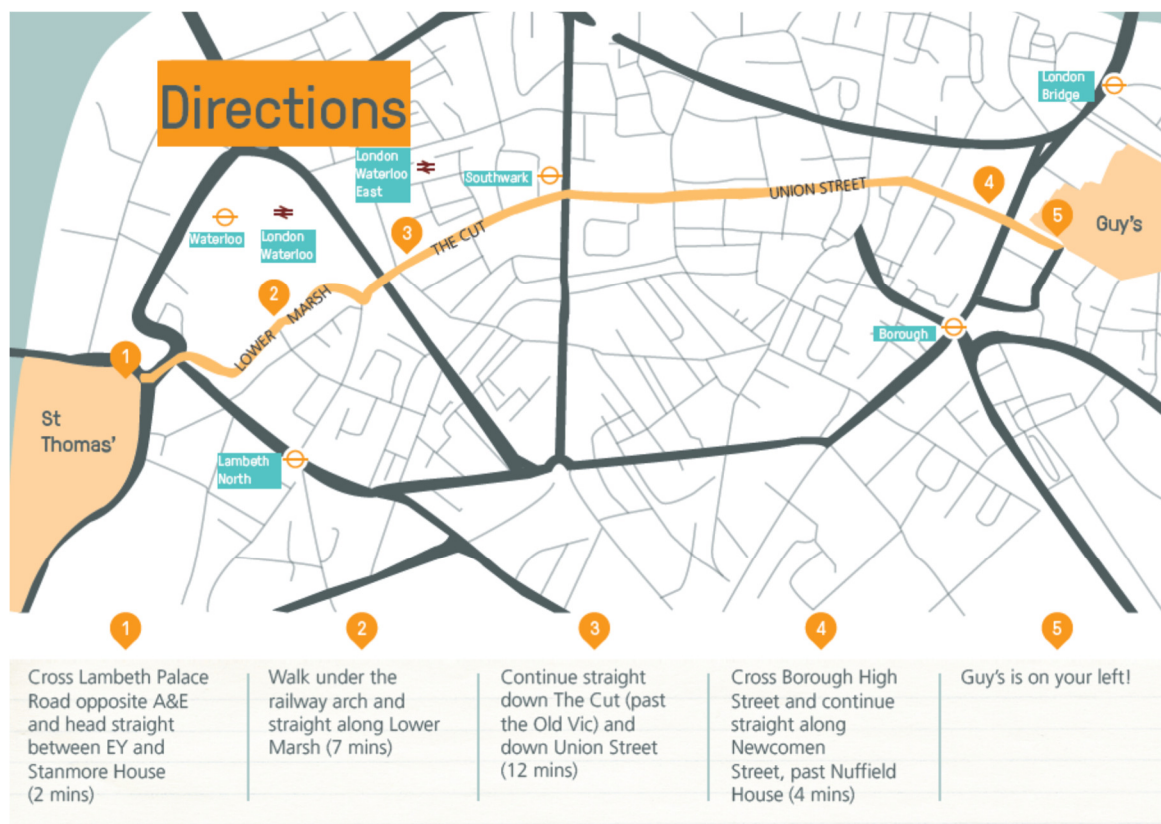 Directions
London
Bridge
London
Waterloo
East
Southwark
UNION STREET
4
5
Guy's
Waterloo
London
Waterloo
3
THE CUT
2
LOWER MARSH
Borough
1
St
Thomas'
Lambeth
North
1
Cross Lambeth Palace
Road opposite A&E
and head straight
between EY and
Stanmore House
(2 mins)
2
Walk under the
railway arch and
straight along Lower
Marsh (7 mins)
3
Continue straight
down The Cut (past
the Old Vic) and
down Union Street
(12 mins)
4
Cross Borough High
Street and continue
straight along
Newcomen
Street, past Nuffield
House (4 mins)
5
Guy's is on your left!